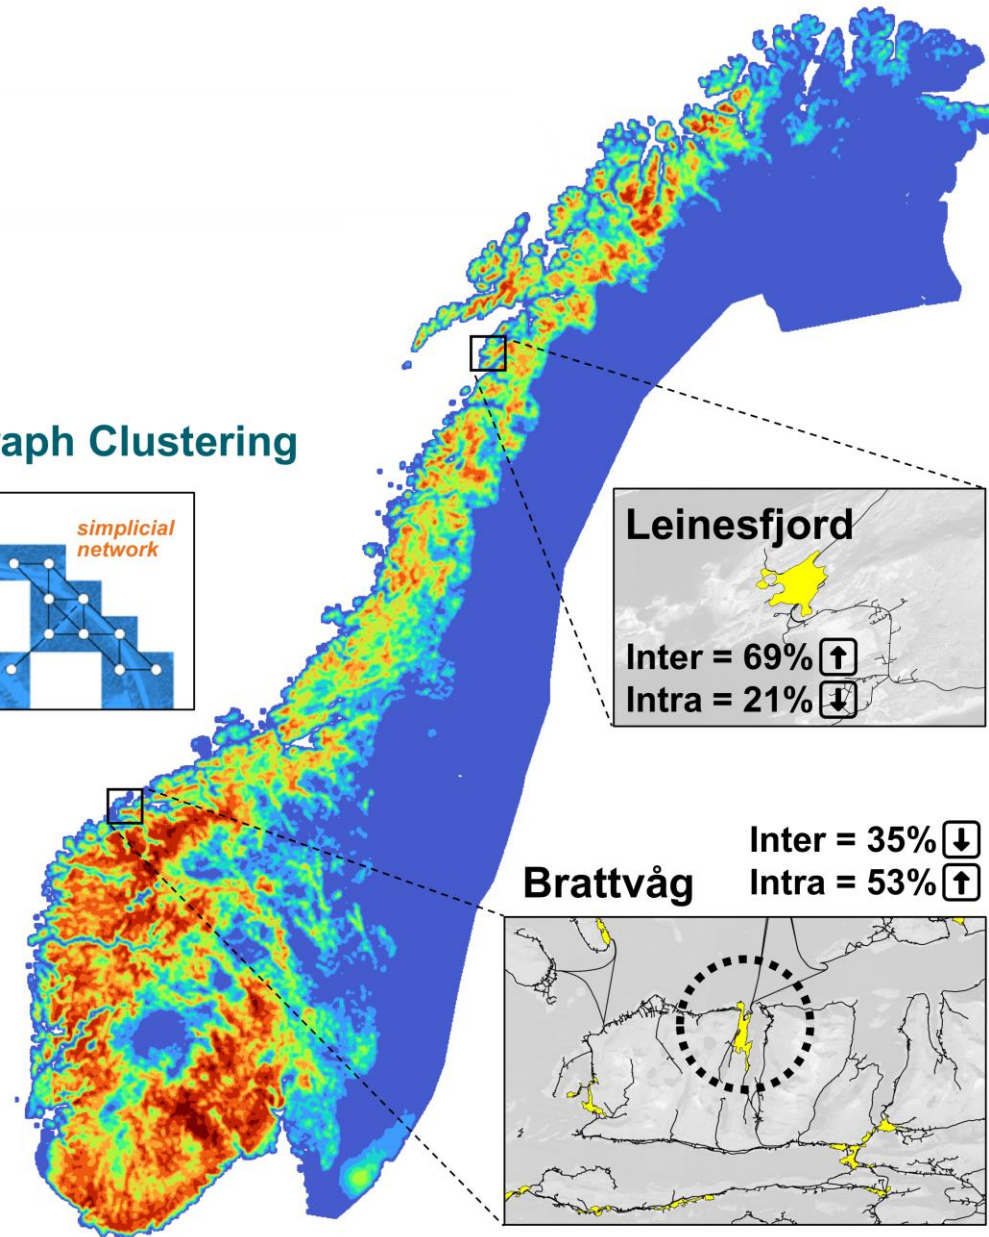 aph Clustering
simplicial
network
Leinesfjord
Inter = 69% ↑
Intra = 21% ↓
Inter = 35% ↓
Intra = 53% ↑
Brattvåg